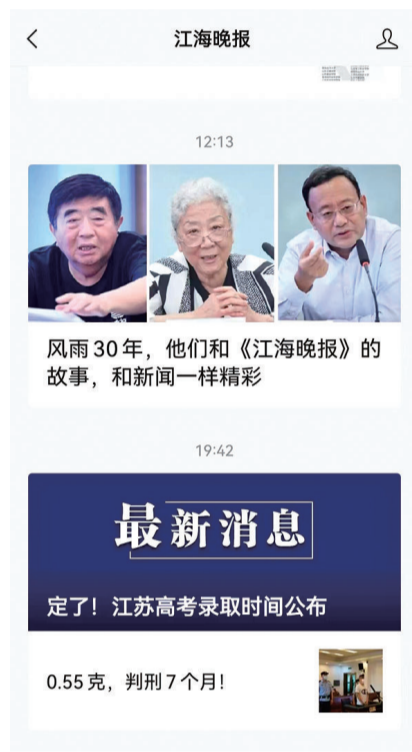 江海晚报
12:13
风雨30年，他们和《江海晚报》的
故事，和新闻一样精彩
19:42
最新消息
定了！江苏高考录取时间公布
0.55克，判刑7个月！